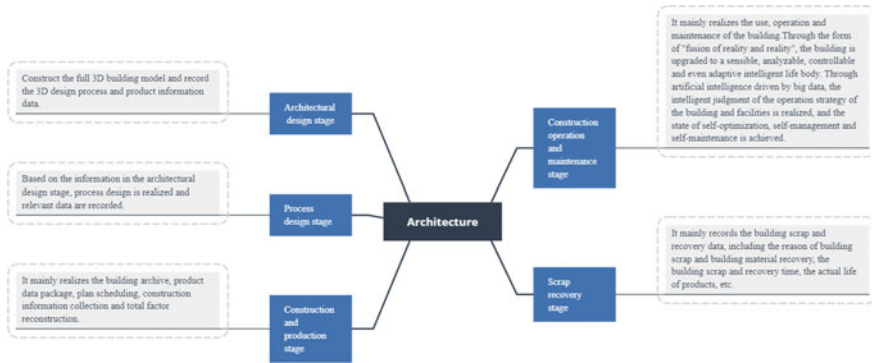 Construct the full 3D building model and record
the 3D design process and product information
data.
Architectural
design stage
Based on the information in the architectural
design stage, process design is realized and
relevant data are recorded.
Process
design stage
It mainly realizes the building archive, product
data package, plan scheduling, construction
information collection and total factor
reconstruction.
Construction
and
production
stage
Architecture
Construction
operation
and
maintenance
stage
It mainly realizes the use, operation and
maintenance of the building.Through the form
of "fusion of reality and reality", the building is
upgraded to a sensible, analyzable, controllable
and even adaptive intelligent life body. Through
artificial intelligence driven by big data, the
intelligent judgment of the operation strategy of
the building and facilities is realized, and the
state of self-optimization, self-management and
self-maintenance is achieved.
Scrap
recovery
stage
It mainly records the building scrap and
recovery data, including the reason of building
scrap and building material recovery, the
building scrap and recovery time, the actual life
of products, etc.